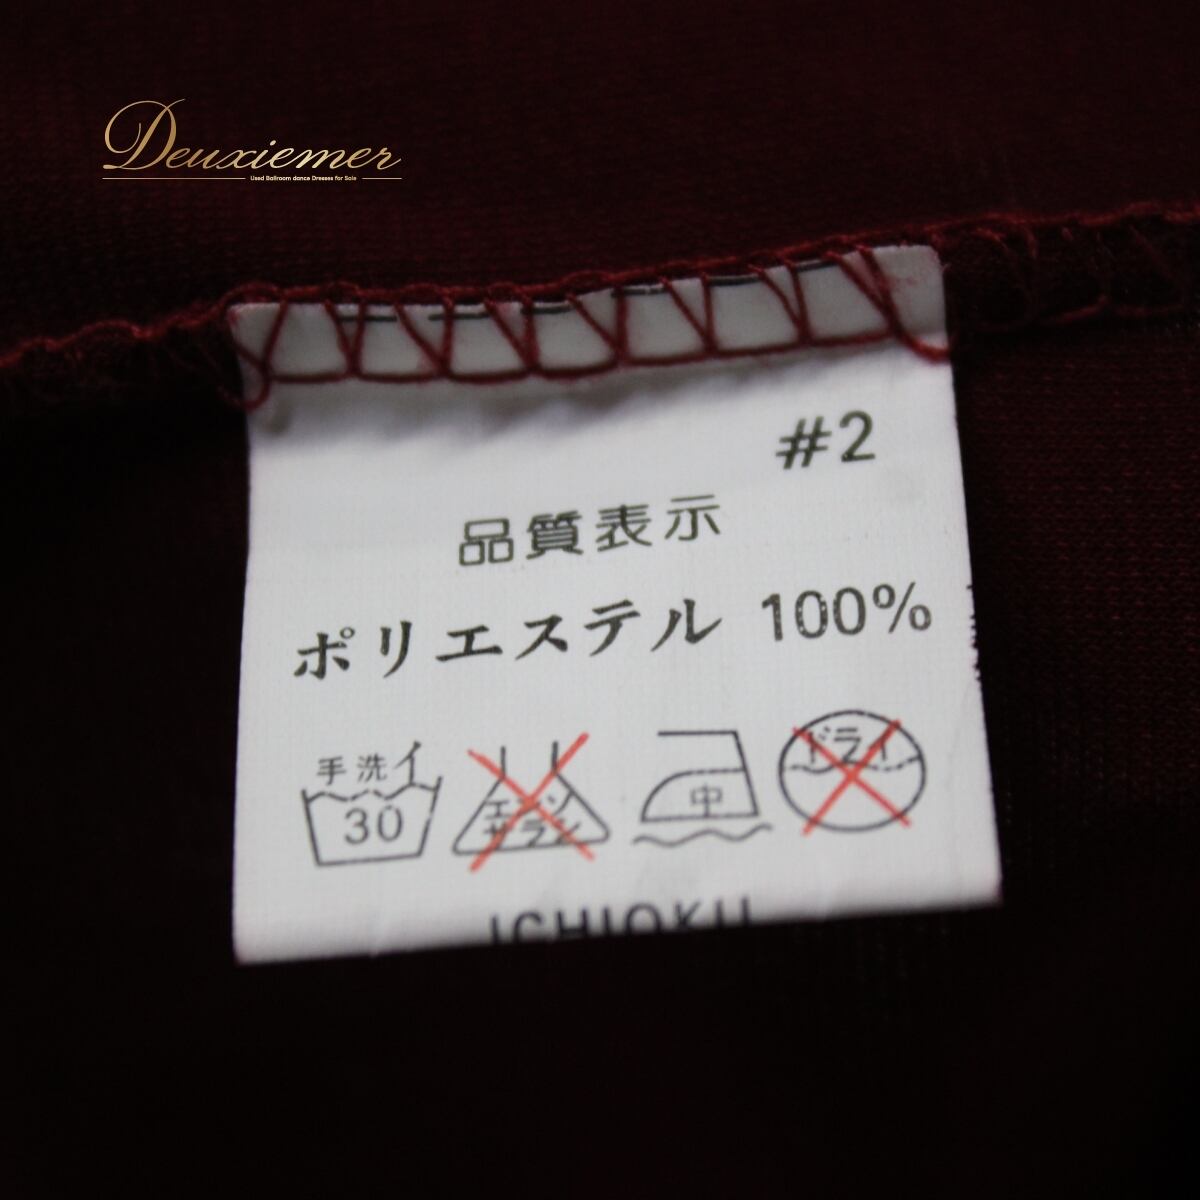 Deuxiemer
Used Ballroom dance Dresses for Sale
#2
品質表示
ポリエステル 100%
手洗イ
30
エンソ
サラシ
中
ドライ
ICHIOKU